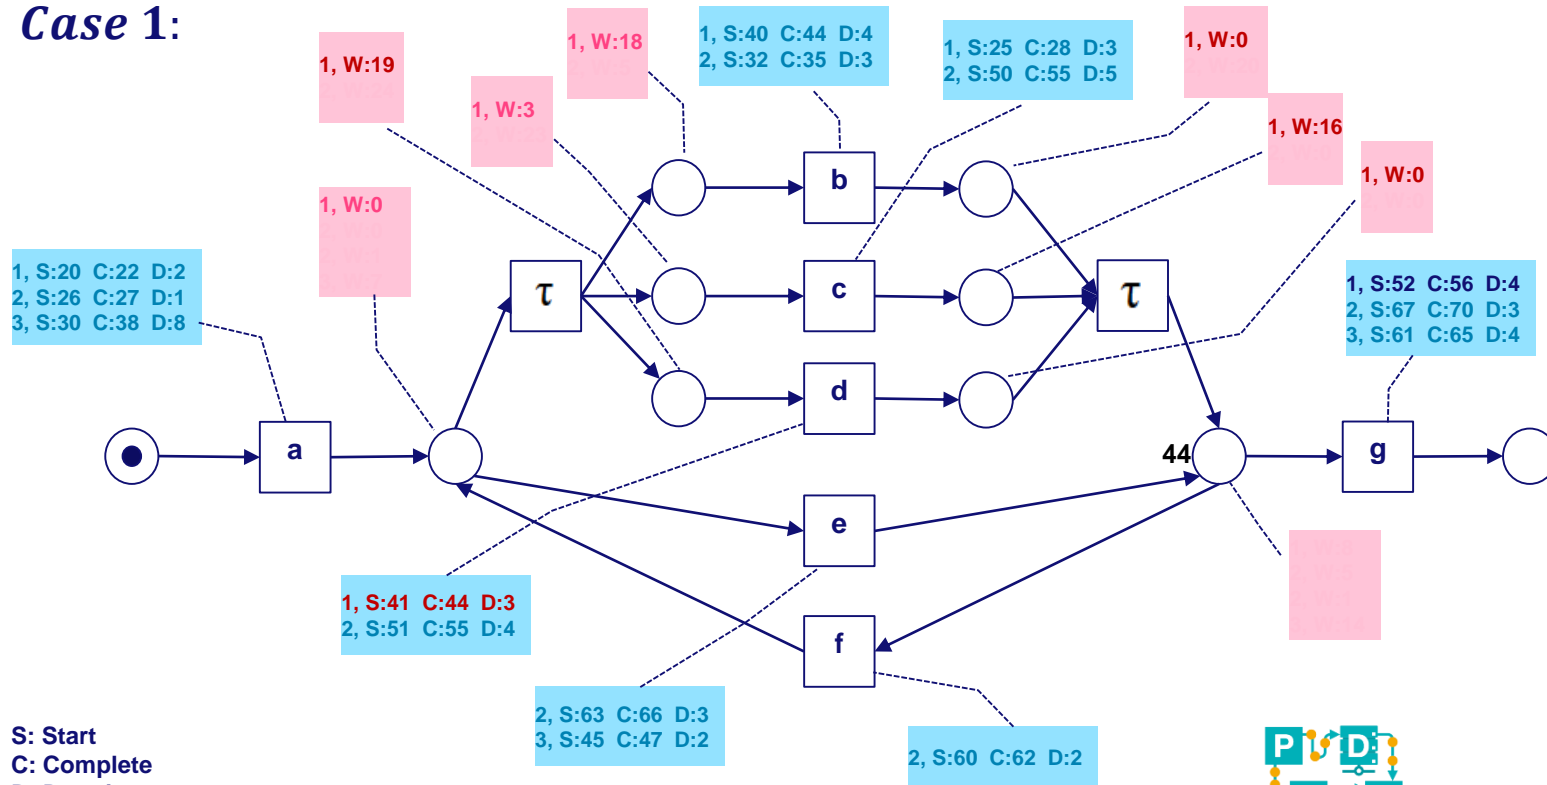 Case 1:
1, W:19
1, W:18
1, W:3
1, S:40 C:44 D:4
2, S:32 C:35 D:3
1, S:25 C:28 D:3
2, S:50 C:55 D:5
1, W:0
1, W:16
1, W:0
1, W:0
b
τ
c
τ
1, S:20 C:22 D:2
2, S:26 C:27 D:1
3, S:30 C:38 D:8
1, S:52 C:56 D:4
2, S:67 C:70 D:3
3, S:61 C:65 D:4
d
a
44
g
e
1, S:41 C:44 D:3
2, S:51 C:55 D:4
f
2, S:63 C:66 D:3
3, S:45 C:47 D:2
2, S:60 C:62 D:2
S: Start
C: Complete
P D